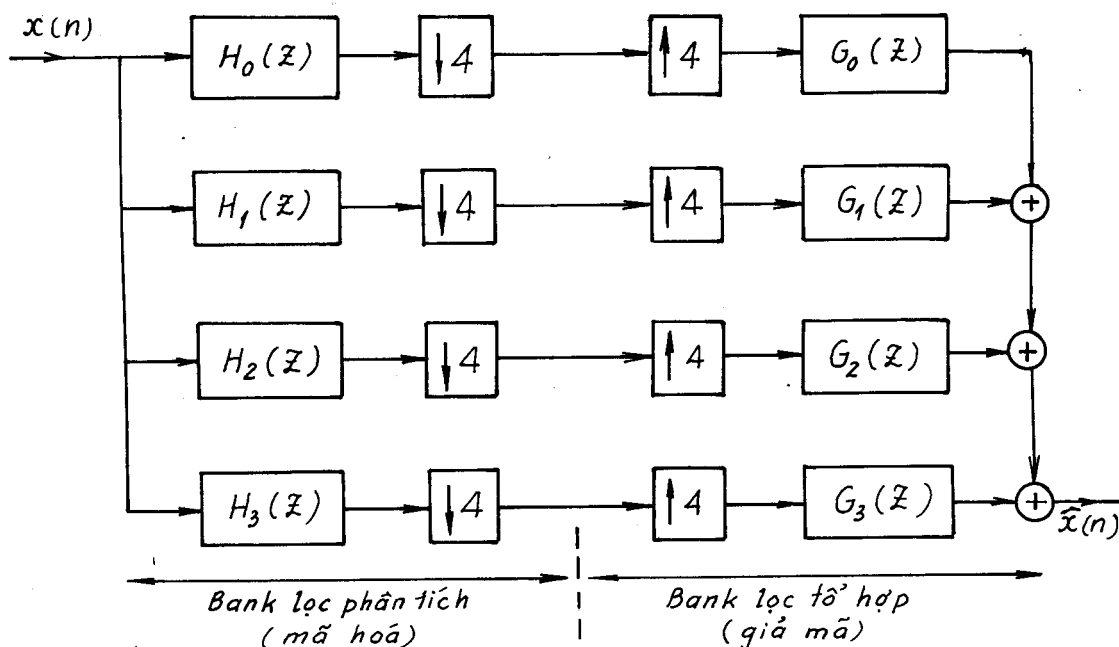 x(n)
H₀(Z) ↓4 ↑4 G₀(Z)
H₁(Z) ↓4 ↑4 G₁(Z)
+
H₂(Z) ↓4 ↑4 G₂(Z)
+
H₃(Z) ↓4 ↑4 G₃(Z)
+
x̂(n)
Bank lọc phân tích
(mã hoá)
Bank lọc tổ hợp
(giả mã)